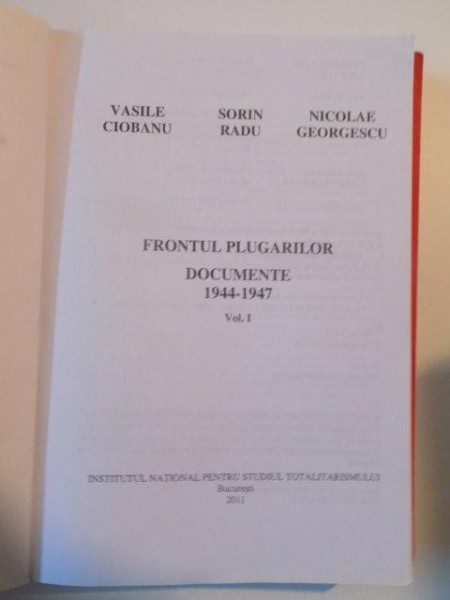 VASILE CIOBANU
SORIN RADU
NICOLAE GEORGESCU
FRONTUL PLUGARILOR
DOCUMENTE
1944-1947
Vol. I
INSTITUTUL NAȚIONAL PENTRU STUDIUL TOTALITARISMULUI
București
2011